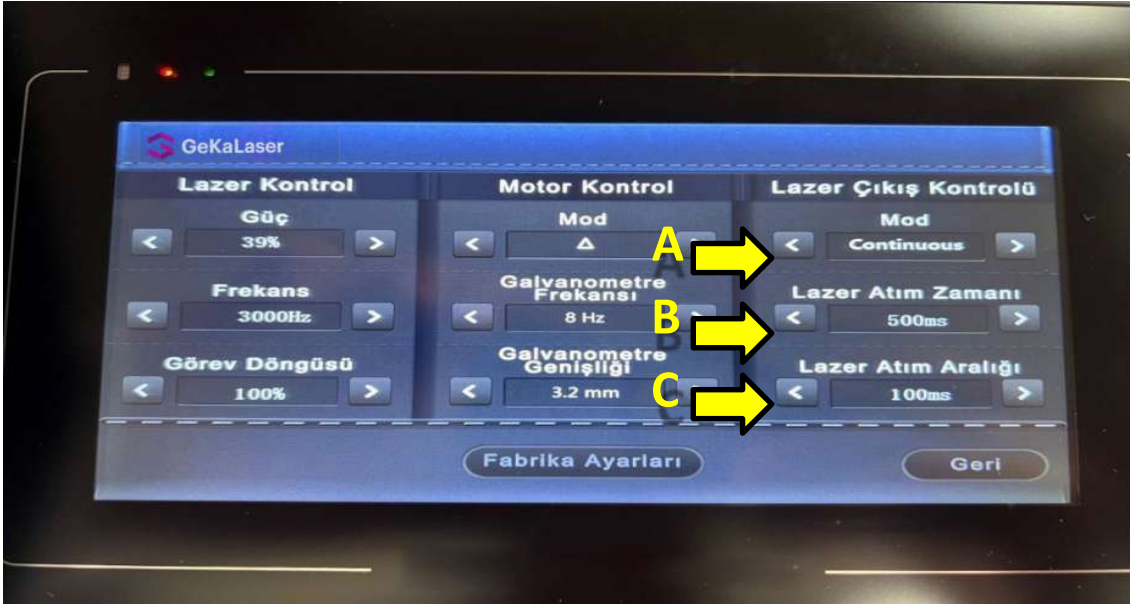 GeKaLaser
Lazer Kontrol
Motor Kontrol
Lazer Çıkış Kontrolü
Güç
Mod
Mod
39%
Δ
A
Continuous
Frekans
Galvanometre
Frekansı
Lazer Atım Zamanı
3000Hz
8 Hz
B
500ms
Görev Döngüsü
Galvanometre
Genişliği
Lazer Atım Aralığı
100%
3.2 mm
C
100ms
Fabrika Ayarları
Geri